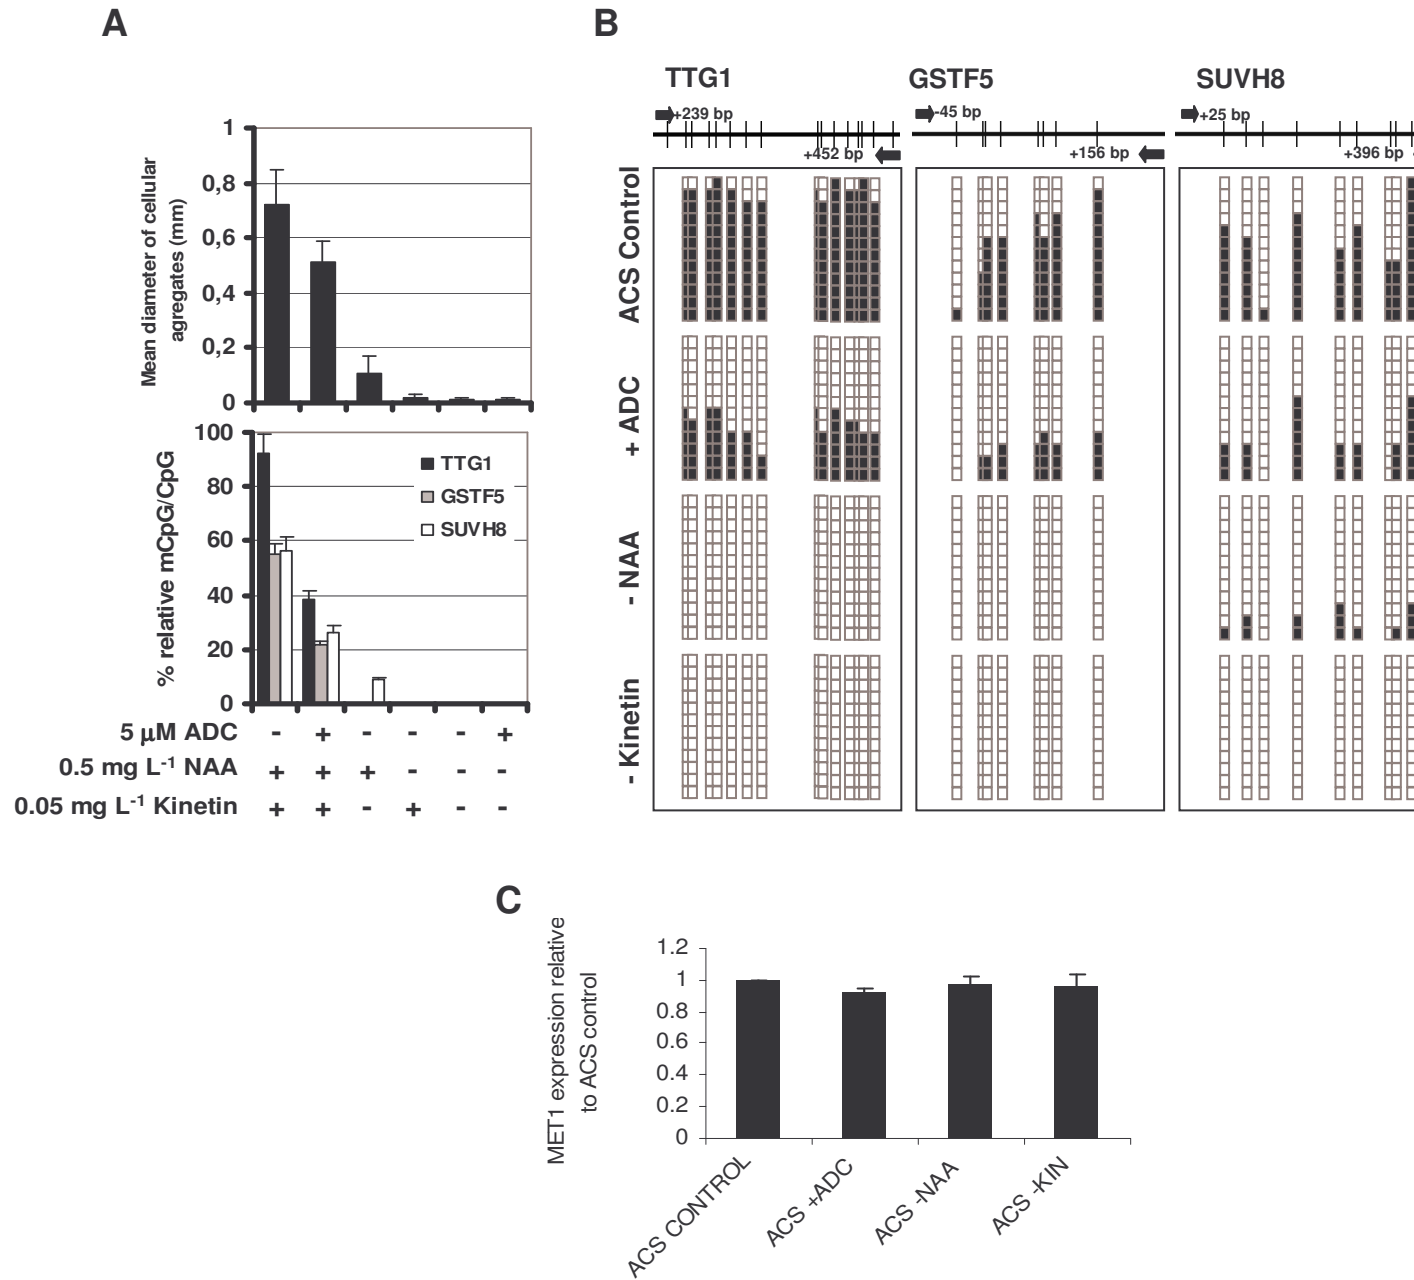 A
Mean diameter of cellular
agregates (mm)
1
0,8
0,6
0,4
0,2
0
% relative mCpG/CpG
100
80
60
40
20
0
TTG1
GSTF5
SUVH8
5 µM ADC - + - - - +
0.5 mg L-1 NAA + + + - - -
0.05 mg L-1 Kinetin + + - + - -
B
TTG1 GSTF5 SUVH8
+239 bp -45 bp +25 bp
+452 bp +156 bp +396 bp
ACS Control
+ ADC
- NAA
- Kinetin
C
MET1 expression relative
to ACS control
1.2
1
0.8
0.6
0.4
0.2
0
ACS CONTROL
ACS +ADC
ACS -NAA
ACS -KIN